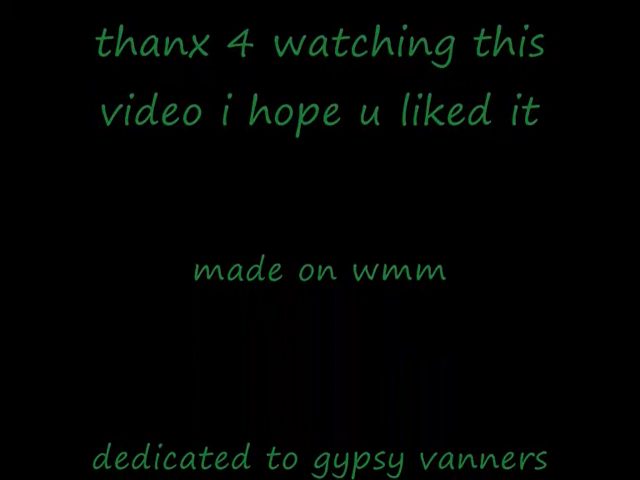 thanx 4 watching this
video i hope u liked it
made on wmm
dedicated to gypsy vanners